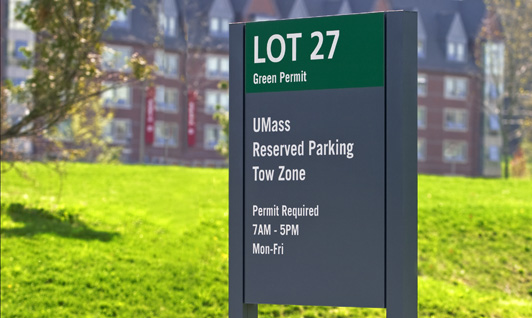 LOT 27
Green Permit
UMass
Reserved Parking
Tow Zone
Permit Required
7AM - 5PM
Mon-Fri